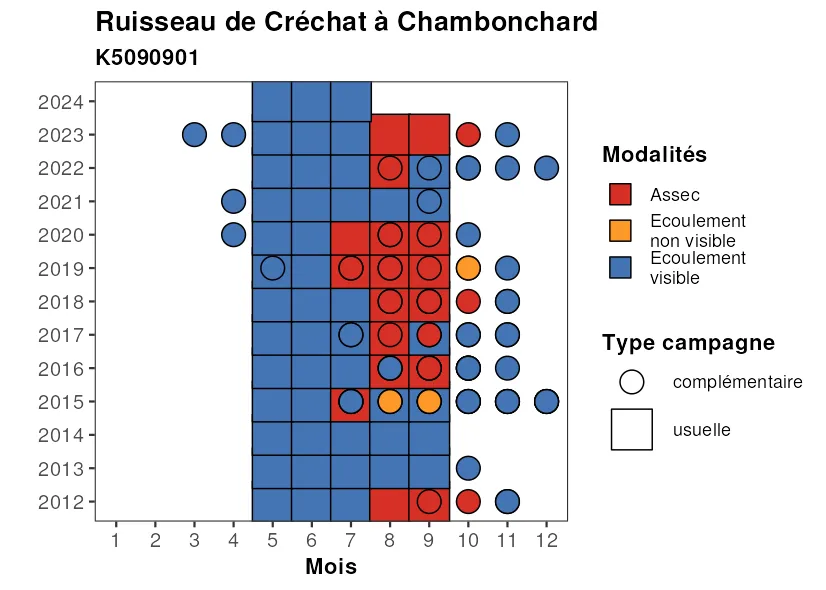 Ruisseau de Créchat à Chambonchard
K5090901
2024
2023
2022
2021
2020
2019
2018
2017
2016
2015
2014
2013
2012
1 2 3 4 5 6 7 8 9 10 11 12
Mois
Modalités
Assec
Ecoulement
non visible
Ecoulement
visible
Type campagne
complémentaire
usuelle